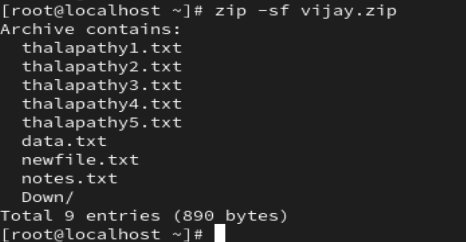 [root@localhost ~]# zip -sf vijay.zip
Archive contains:
  thalapathy1.txt
  thalapathy2.txt
  thalapathy3.txt
  thalapathy4.txt
  thalapathy5.txt
  data.txt
  newfile.txt
  notes.txt
  Down/
Total 9 entries (890 bytes)
[root@localhost ~]#